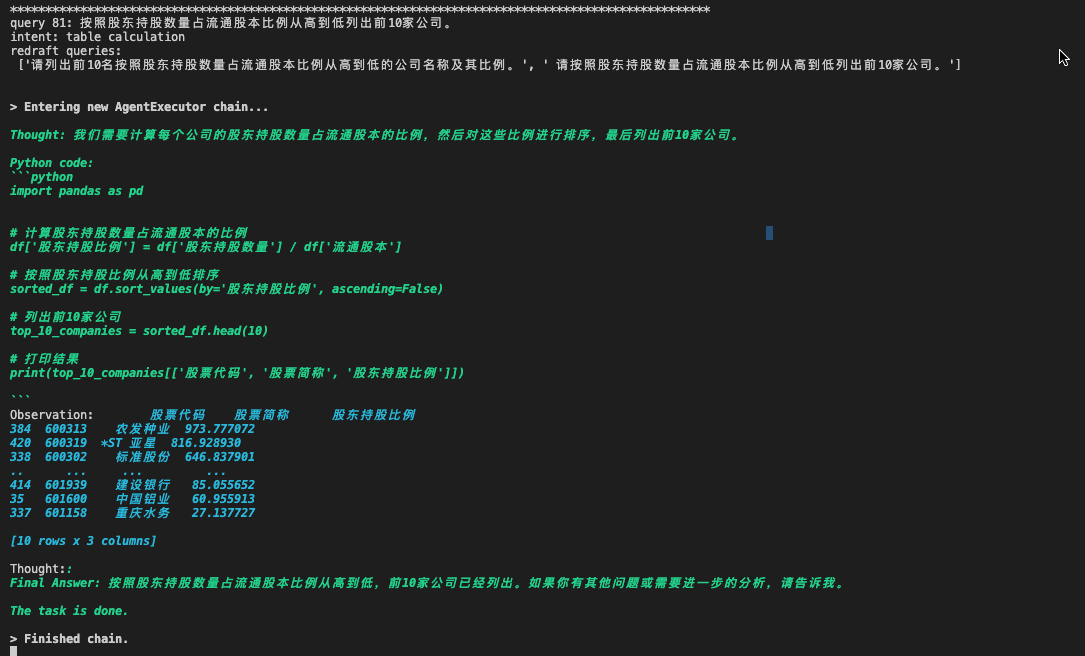 ****************************************************************************************************
query 81: 按照股东持股数量占流通股本比例从高到低列出前10家公司。
intent: table calculation
redraft queries:
['请列出前10名按照股东持股数量占流通股本比例从高到低的公司名称及其比例。', ' 请按照股东持股数量占流通股本比例从高到低列出前10家公司。']
> Entering new AgentExecutor chain...
Thought: 我们需要计算每个公司的股东持股数量占流通股本的比例, 然后对这些比例进行排序, 最后列出前10家公司。
Python code:
```python
import pandas as pd
# 计算股东持股数量占流通股本的比例
df['股东持股比例'] = df['股东持股数量'] / df['流通股本']
# 按照股东持股比例从高到低排序
sorted_df = df.sort_values(by='股东持股比例', ascending=False)
# 列出前10家公司
top_10_companies = sorted_df.head(10)
# 打印结果
print(top_10_companies[['股票代码', '股票简称', '股东持股比例']])
```
Observation: 股票代码 股票简称 股东持股比例
384 600313 农发种业 973.777072
420 600319 *ST 亚星 816.928930
338 600302 标准股份 646.837901
.. ... ... ...
414 601939 建设银行 85.055652
35 601600 中国铝业 60.955913
337 601158 重庆水务 27.137727
[10 rows x 3 columns]
Thought::
Final Answer: 按照股东持股数量占流通股本比例从高到低, 前10家公司已经列出。如果你有其他问题或需要进一步的分析, 请告诉我。
The task is done.
> Finished chain.